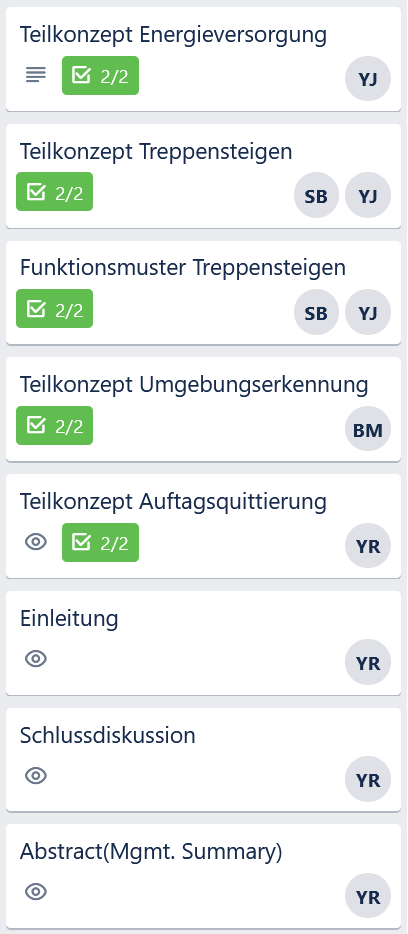 Teilkonzept Energieversorgung
2/2 YJ
Teilkonzept Treppensteigen
2/2 SB YJ
Funktionsmuster Treppensteigen
2/2 SB YJ
Teilkonzept Umgebungserkennung
2/2 BM
Teilkonzept Auftagsquittierung
2/2 YR
Einleitung
YR
Schlussdiskussion
YR
Abstract(Mgmt. Summary)
YR